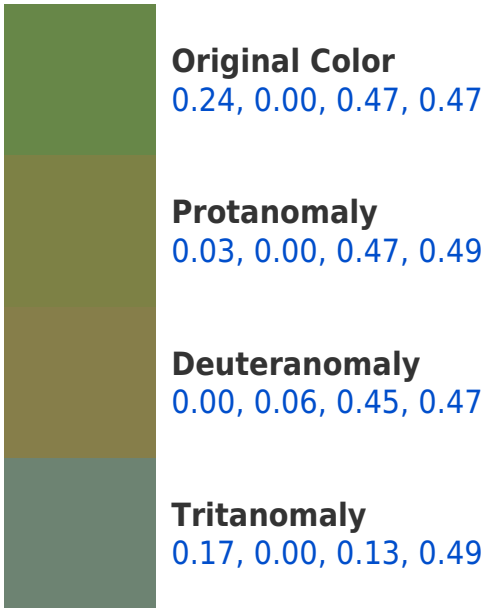 Original Color
0.24, 0.00, 0.47, 0.47
Protanomaly
0.03, 0.00, 0.47, 0.49
Deuteranomaly
0.00, 0.06, 0.45, 0.47
Tritanomaly
0.17, 0.00, 0.13, 0.49